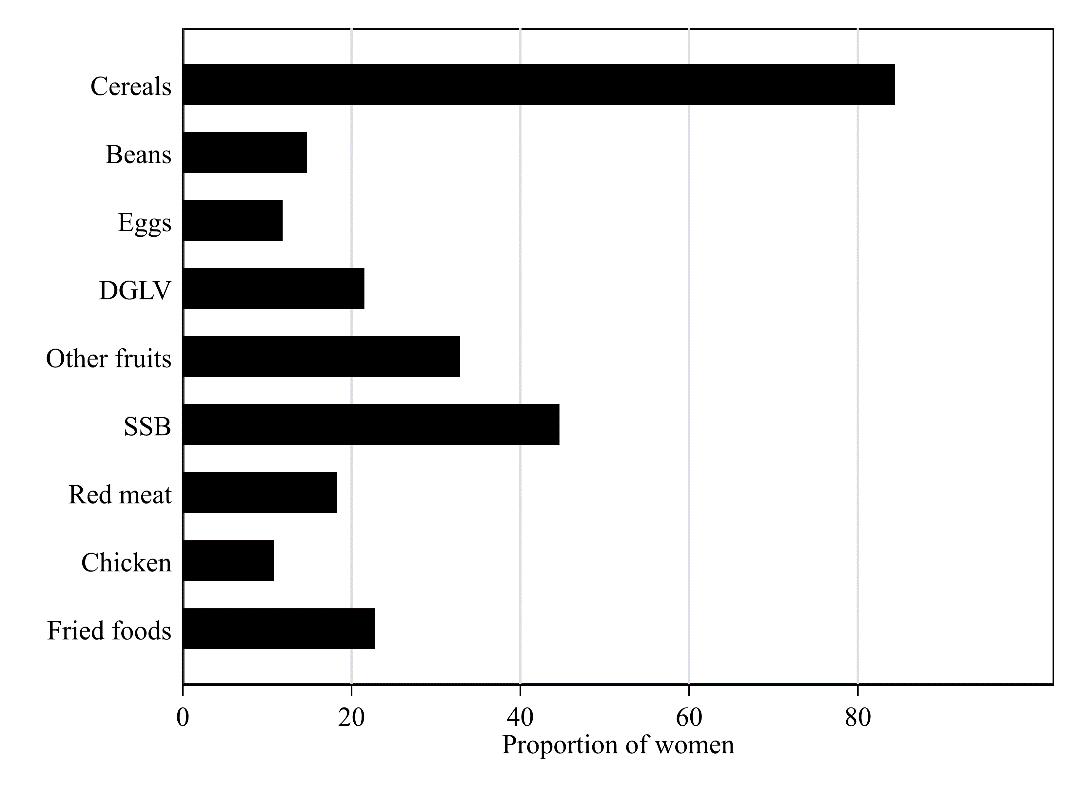 Cereals
Beans
Eggs
DGLV
Other fruits
SSB
Red meat
Chicken
Fried foods
0 20 40 60 80
Proportion of women